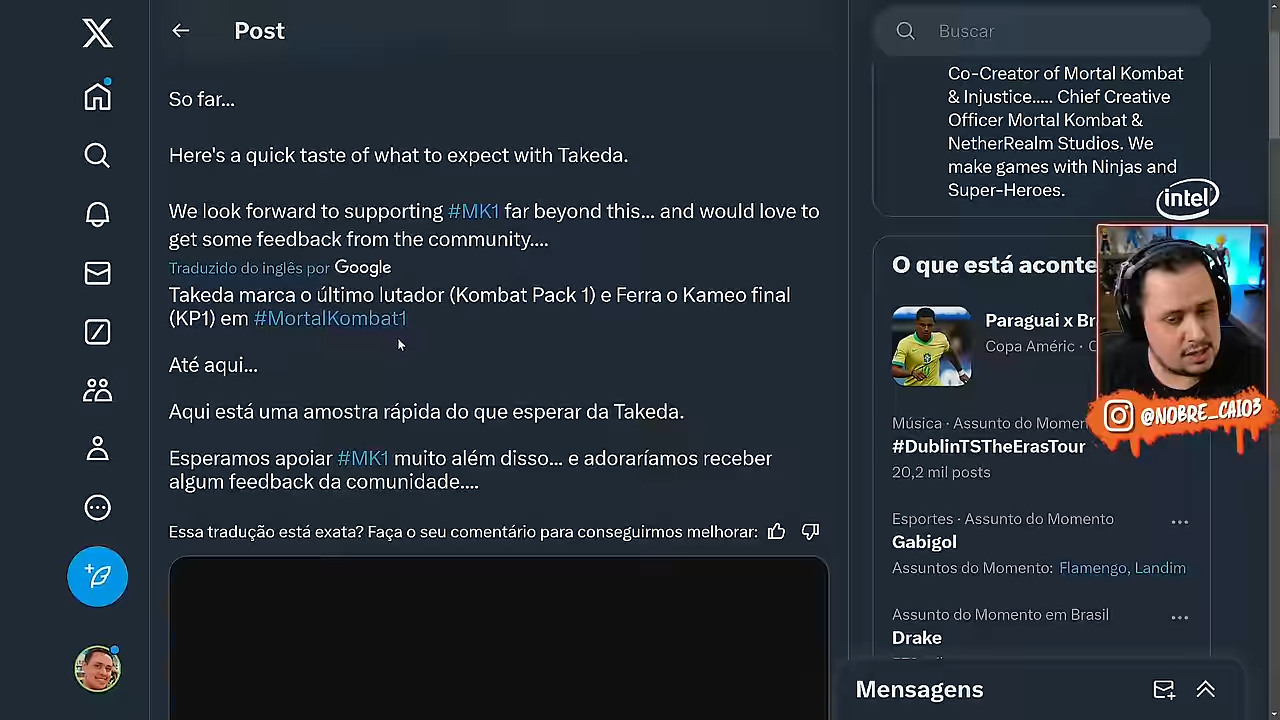 Post
So far...
Here's a quick taste of what to expect with Takeda.
We look forward to supporting #MK1 far beyond this... and would love to
get some feedback from the community....
Traduzido do inglês por Google
Takeda marca o último lutador (Kombat Pack 1) e Ferra o Kameo final
(KP1) em #MortalKombat1
Até aqui...
Aqui está uma amostra rápida do que esperar da Takeda.
Esperamos apoiar #MK1 muito além disso... e adoraríamos receber
algum feedback da comunidade....
Essa tradução está exata? Faça o seu comentário para conseguirmos melhorar:
Buscar
Co-Creator of Mortal Kombat
& Injustice..... Chief Creative
Officer Mortal Kombat &
NetherRealm Studios. We
make games with Ninjas and
Super-Heroes.
intel
O que está aconte
Paraguai x Br
Copa Améric ·
@NOBRE_CAIO3
Música · Assunto do Momen
#DublinTSTheErasTour
20,2 mil posts
Esportes · Assunto do Momento
Gabigol
Assuntos do Momento: Flamengo, Landim
Assunto do Momento em Brasil
Drake
Mensagens